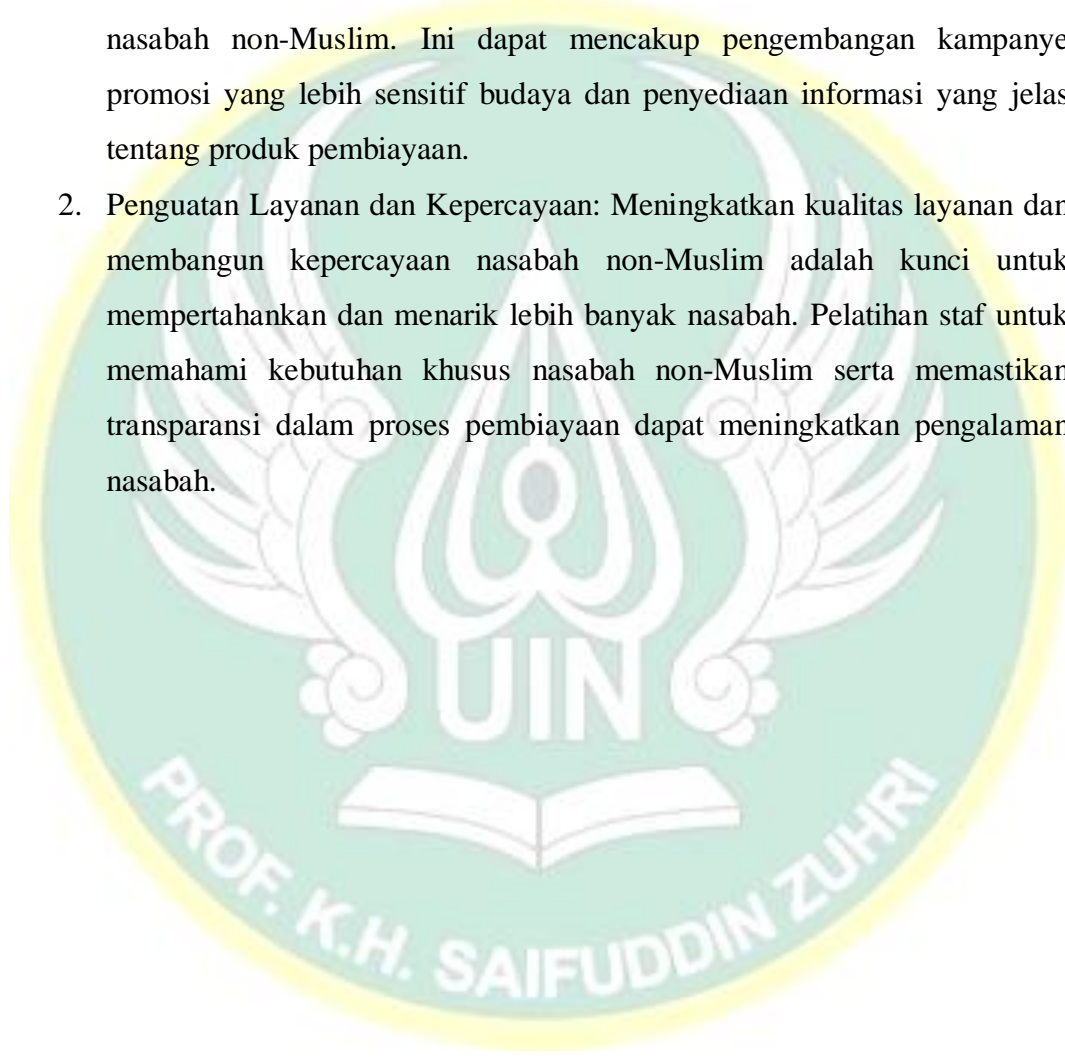 nasabah non-Muslim. Ini dapat mencakup pengembangan kampanye
promosi yang lebih sensitif budaya dan penyediaan informasi yang jelas
tentang produk pembiayaan.
2. Penguatan Layanan dan Kepercayaan: Meningkatkan kualitas layanan dan
membangun kepercayaan nasabah non-Muslim adalah kunci untuk
mempertahankan dan menarik lebih banyak nasabah. Pelatihan staf untuk
memahami kebutuhan khusus nasabah non-Muslim serta memastikan
transparansi dalam proses pembiayaan dapat meningkatkan pengalaman
nasabah.
UIN
PROF. K.H. SAIFUDDIN ZUHRI